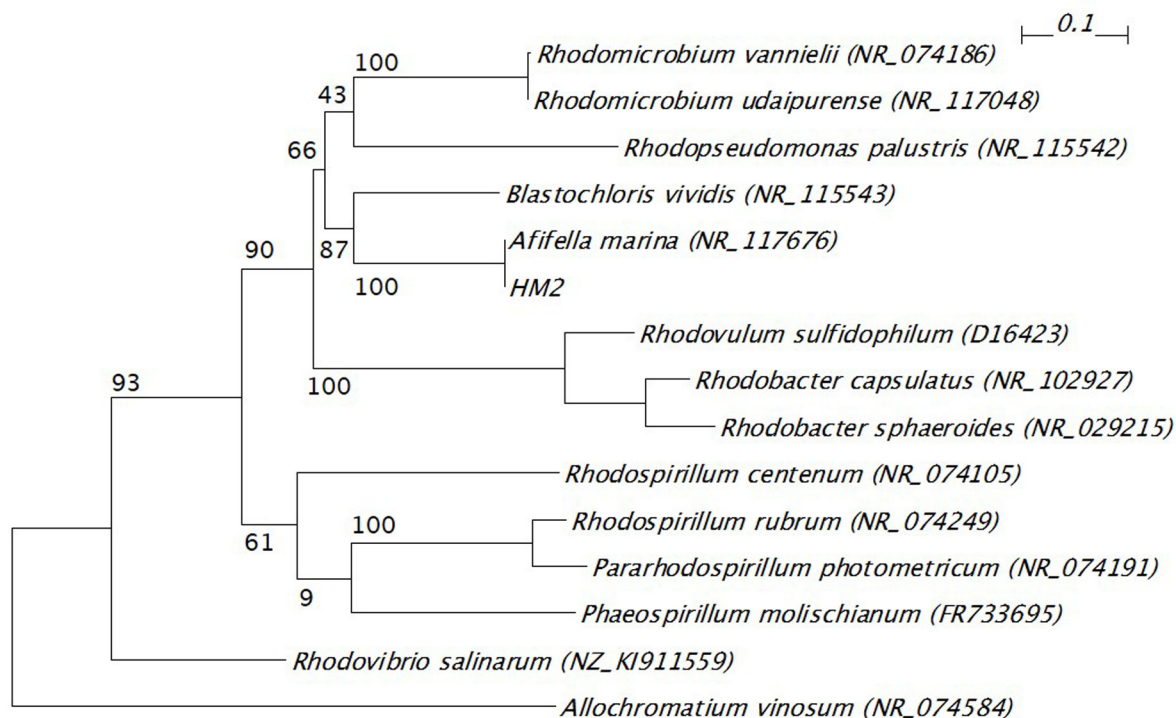 0.1
100
Rhodomicrobium vannielii (NR_074186)
43
Rhodomicrobium udaipurense (NR_117048)
66
Rhodopseudomonas palustris (NR_115542)
Blastochloris vividis (NR_115543)
90
87
Afifella marina (NR_117676)
100
HM2
Rhodovulum sulfidophilum (D16423)
93
100
Rhodobacter capsulatus (NR_102927)
Rhodobacter sphaeroides (NR_029215)
Rhodospirillum centenum (NR_074105)
100
Rhodospirillum rubrum (NR_074249)
61
Pararhodospirillum photometricum (NR_074191)
9
Phaeospirillum molischianum (FR733695)
Rhodovibrio salinarum (NZ_KI911559)
Allochromatium vinosum (NR_074584)